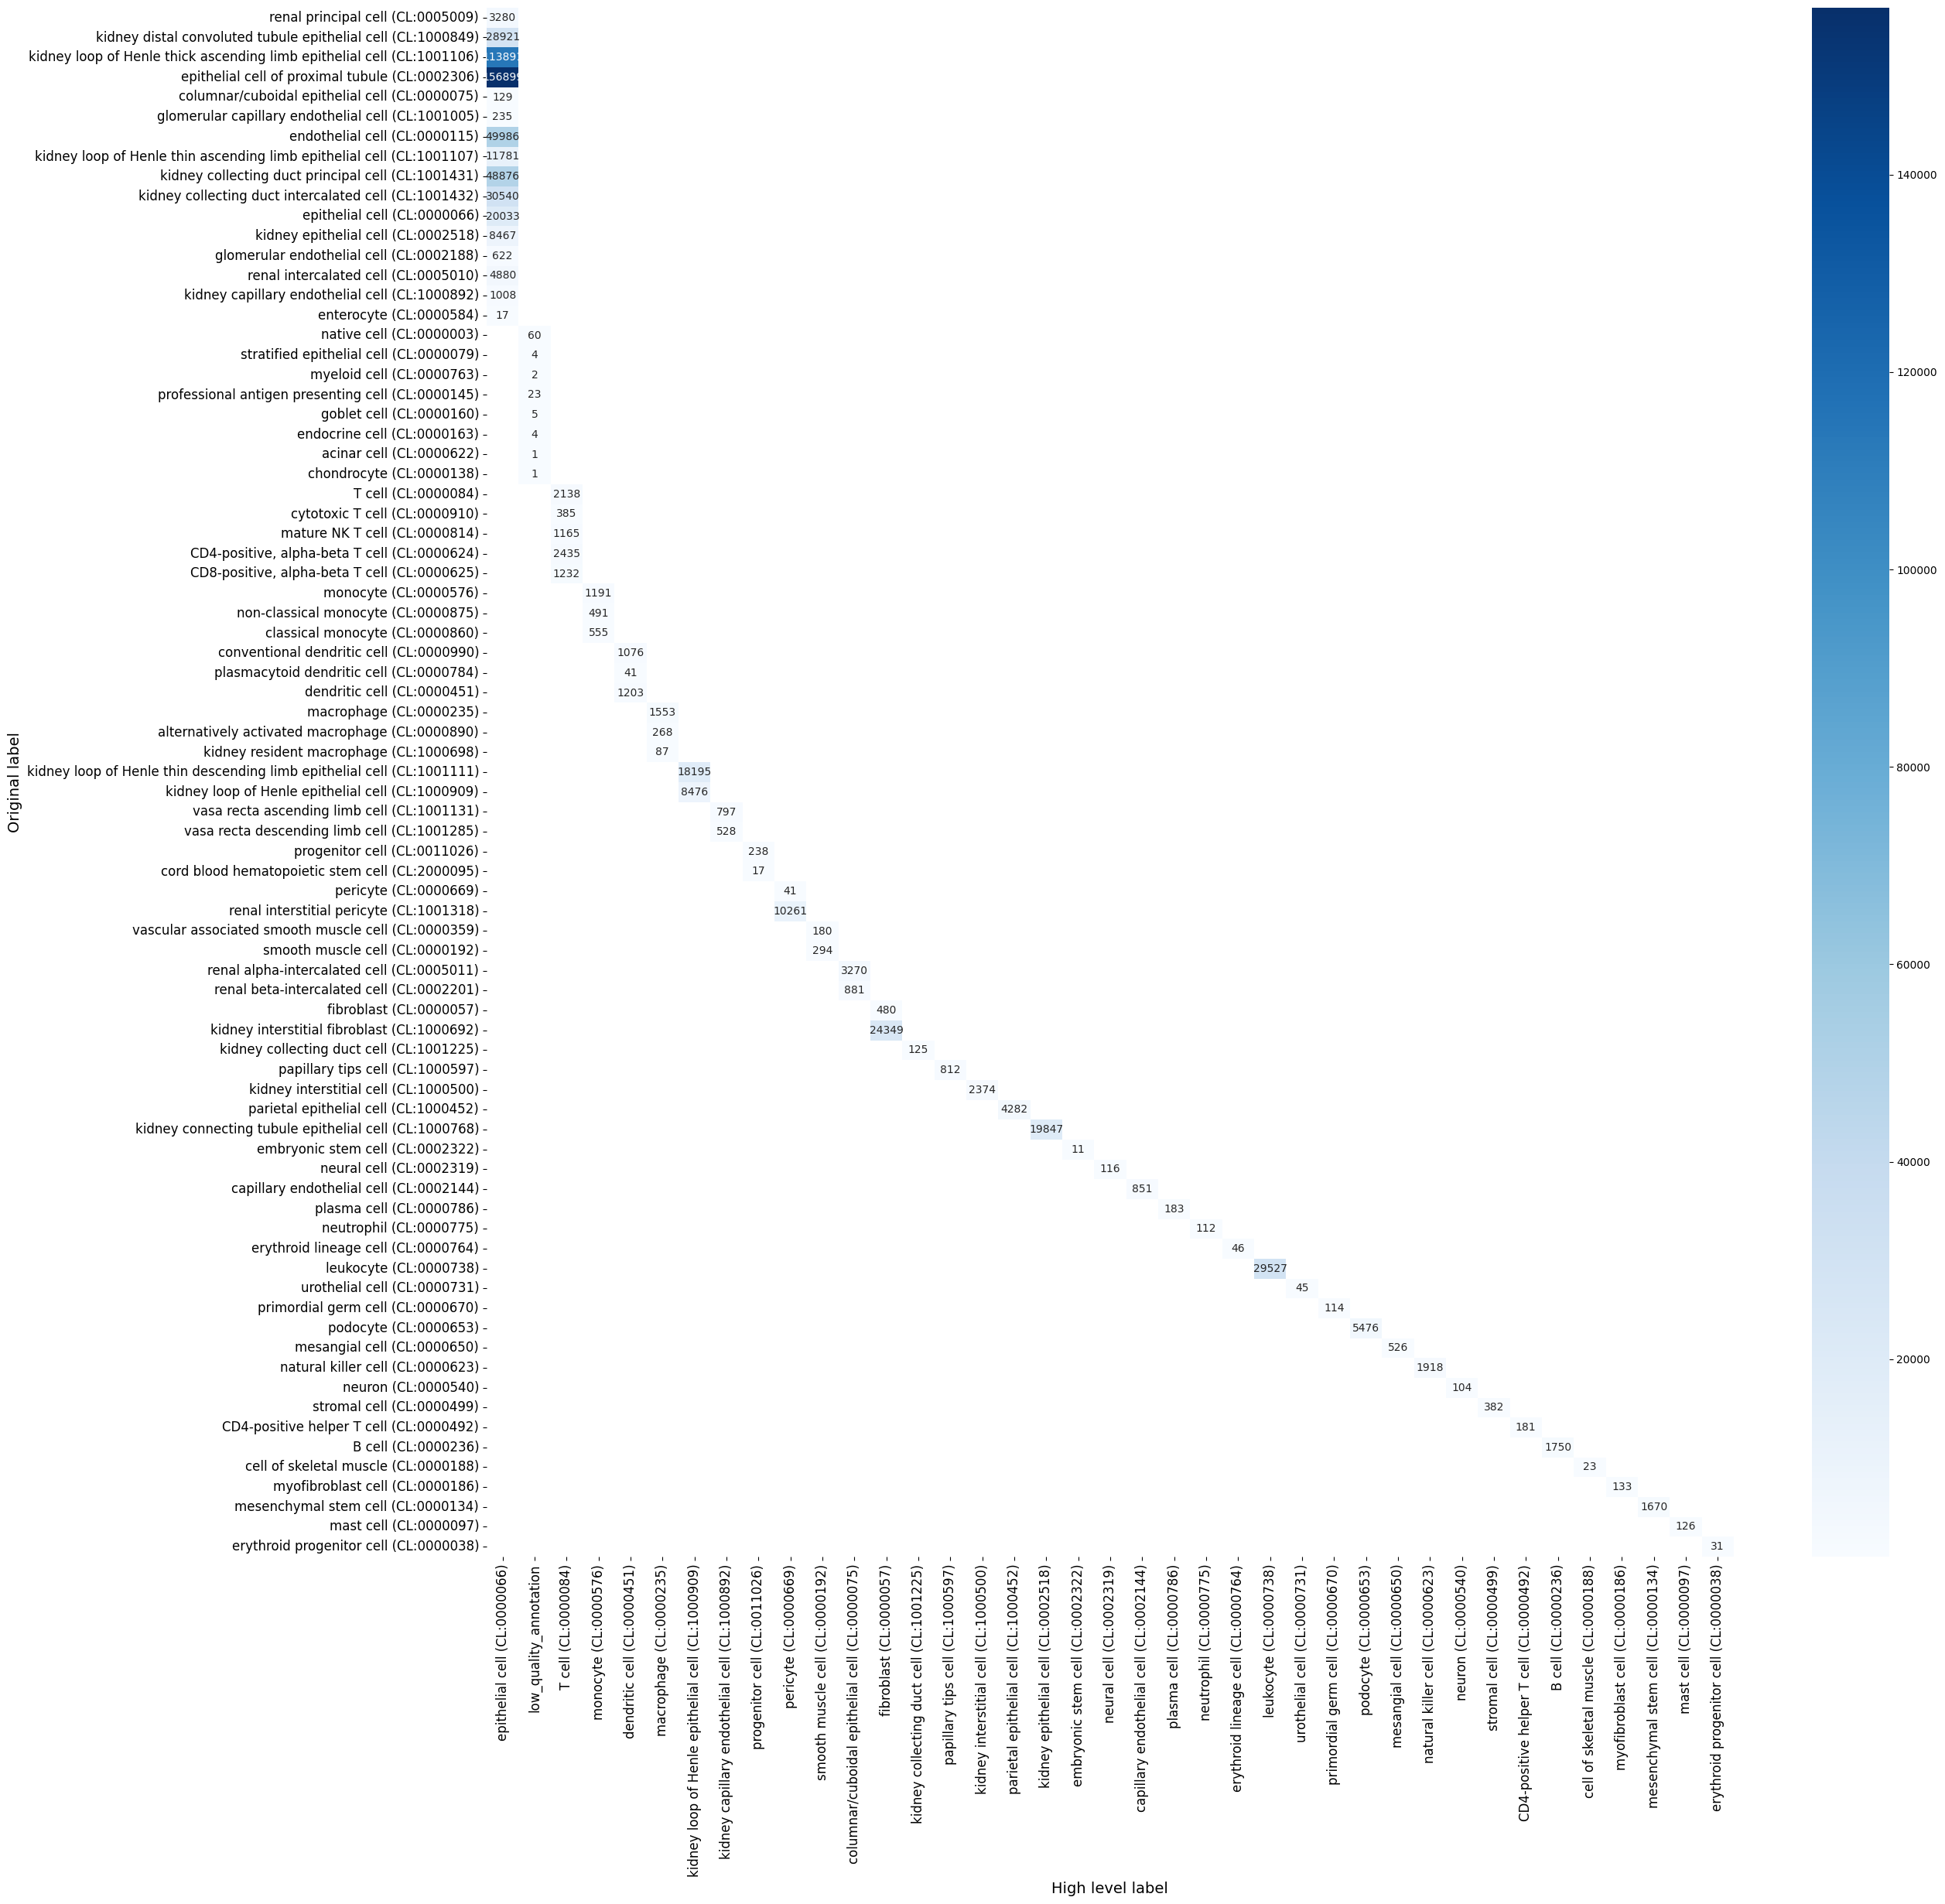 Original label
renal principal cell (CL:0005009) 3280
kidney distal convoluted tubule epithelial cell (CL:1000849) 28921
kidney loop of Henle thick ascending limb epithelial cell (CL:1001106)
epithelial cell of proximal tubule (CL:0002306)
columnar/cuboidal epithelial cell (CL:0000075) 129
glomerular capillary endothelial cell (CL:1001005) 235
endothelial cell (CL:0000115) 49986
kidney loop of Henle thin ascending limb epithelial cell (CL:1001107) 11781
kidney collecting duct principal cell (CL:1001431) 48876
kidney collecting duct intercalated cell (CL:1001432) 30540
epithelial cell (CL:0000066) 20033
kidney epithelial cell (CL:0002518) 8467
glomerular endothelial cell (CL:0002188) 622
renal intercalated cell (CL:0005010) 4880
kidney capillary endothelial cell (CL:1000892) 1008
enterocyte (CL:0000584) 17
native cell (CL:0000003) 60
stratified epithelial cell (CL:0000079) 4
myeloid cell (CL:0000763) 2
professional antigen presenting cell (CL:0000145) 23
goblet cell (CL:0000160) 5
endocrine cell (CL:0000163) 4
acinar cell (CL:0000622) 1
chondrocyte (CL:0000138) 1
T cell (CL:0000084) 2138
cytotoxic T cell (CL:0000910) 385
mature NK T cell (CL:0000814) 1165
CD4-positive, alpha-beta T cell (CL:0000624) 2435
CD8-positive, alpha-beta T cell (CL:0000625) 1232
monocyte (CL:0000576) 1191
non-classical monocyte (CL:0000875) 491
classical monocyte (CL:0000860) 555
conventional dendritic cell (CL:0000990) 1076
plasmacytoid dendritic cell (CL:0000784) 41
dendritic cell (CL:0000451) 1203
macrophage (CL:0000235) 1553
alternatively activated macrophage (CL:0000890) 268
kidney resident macrophage (CL:1000698) 87
kidney loop of Henle thin descending limb epithelial cell (CL:1001111) 18195
kidney loop of Henle epithelial cell (CL:1000909) 8476
vasa recta ascending limb cell (CL:1001131) 797
vasa recta descending limb cell (CL:1001285) 528
progenitor cell (CL:0011026) 238
cord blood hematopoietic stem cell (CL:2000095) 17
pericyte (CL:0000669) 41
renal interstitial pericyte (CL:1001318) 10261
vascular associated smooth muscle cell (CL:0000359) 180
smooth muscle cell (CL:0000192) 294
renal alpha-intercalated cell (CL:0005011) 3270
renal beta-intercalated cell (CL:0002201) 881
fibroblast (CL:0000057) 480
kidney interstitial fibroblast (CL:1000692) 24349
kidney collecting duct cell (CL:1001225) 125
papillary tips cell (CL:1000597) 812
kidney interstitial cell (CL:1000500) 2374
parietal epithelial cell (CL:1000452) 4282
kidney connecting tubule epithelial cell (CL:1000768) 19847
embryonic stem cell (CL:0002322) 11
neural cell (CL:0002319) 116
capillary endothelial cell (CL:0002144) 851
plasma cell (CL:0000786) 183
neutrophil (CL:0000775) 112
erythroid lineage cell (CL:0000764) 46
leukocyte (CL:0000738) 29527
urothelial cell (CL:0000731) 45
primordial germ cell (CL:0000670) 114
podocyte (CL:0000653) 5476
mesangial cell (CL:0000650) 526
natural killer cell (CL:0000623) 1918
neuron (CL:0000540) 104
stromal cell (CL:0000499) 382
CD4-positive helper T cell (CL:0000492) 181
B cell (CL:0000236) 1750
cell of skeletal muscle (CL:0000188) 23
myofibroblast cell (CL:0000186) 133
mesenchymal stem cell (CL:0000134) 1670
mast cell (CL:0000097) 126
erythroid progenitor cell (CL:0000038) 31
epithelial cell (CL:0000066)
low_quality_annotation
T cell (CL:0000084)
monocyte (CL:0000576)
dendritic cell (CL:0000451)
macrophage (CL:0000235)
kidney loop of Henle epithelial cell (CL:1000909)
kidney capillary endothelial cell (CL:1000892)
progenitor cell (CL:0011026)
pericyte (CL:0000669)
smooth muscle cell (CL:0000192)
columnar/cuboidal epithelial cell (CL:0000075)
fibroblast (CL:0000057)
kidney collecting duct cell (CL:1001225)
papillary tips cell (CL:1000597)
kidney interstitial cell (CL:1000500)
parietal epithelial cell (CL:1000452)
kidney epithelial cell (CL:0002518)
embryonic stem cell (CL:0002322)
neural cell (CL:0002319)
capillary endothelial cell (CL:0002144)
plasma cell (CL:0000786)
neutrophil (CL:0000775)
erythroid lineage cell (CL:0000764)
leukocyte (CL:0000738)
urothelial cell (CL:0000731)
primordial germ cell (CL:0000670)
podocyte (CL:0000653)
mesangial cell (CL:0000650)
natural killer cell (CL:0000623)
neuron (CL:0000540)
stromal cell (CL:0000499)
CD4-positive helper T cell (CL:0000492)
B cell (CL:0000236)
cell of skeletal muscle (CL:0000188)
myofibroblast cell (CL:0000186)
mesenchymal stem cell (CL:0000134)
mast cell (CL:0000097)
erythroid progenitor cell (CL:0000038)
High level label
140000
120000
100000
80000
60000
40000
20000